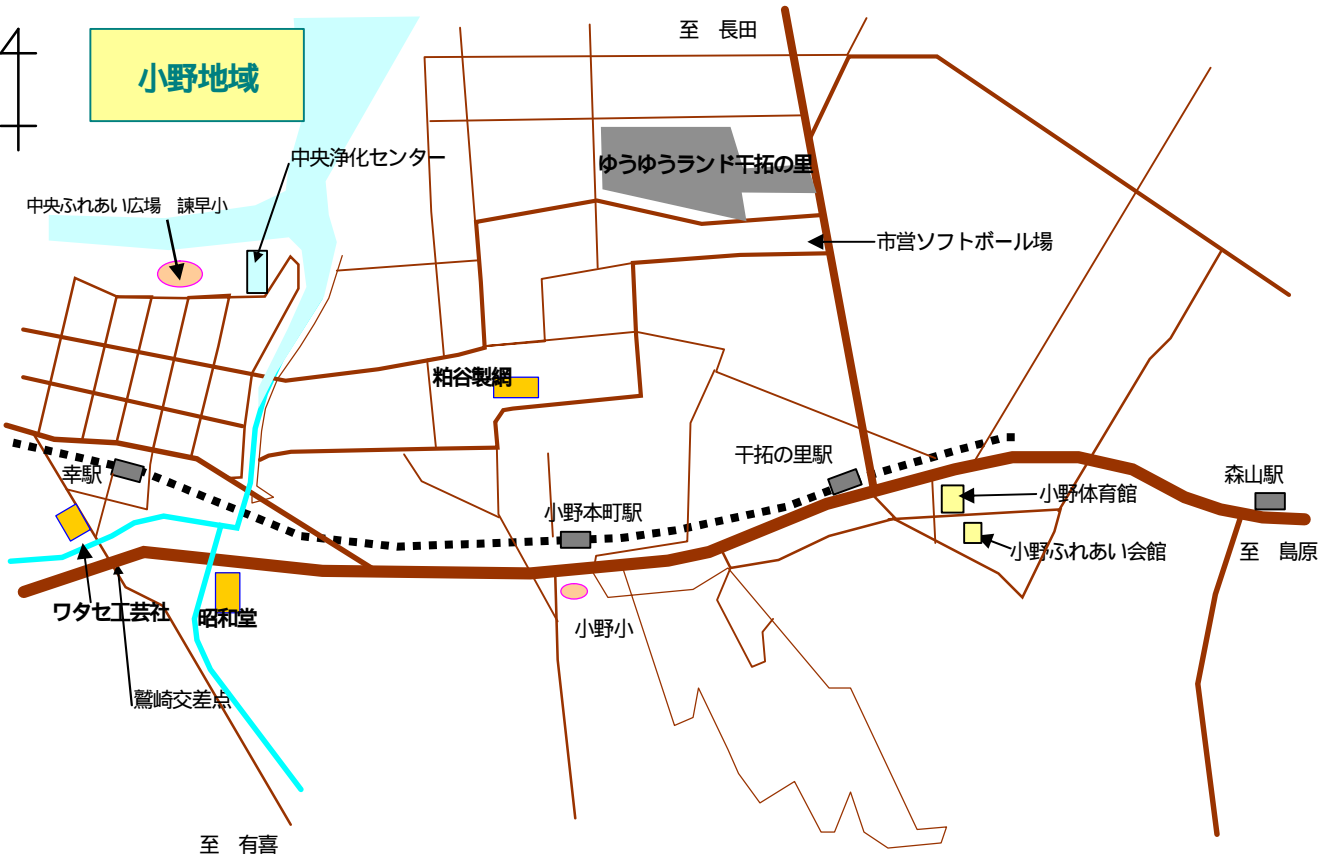 至　長田
小野地域
中央浄化センター
ゆうゆうランド干拓の里
中央ふれあい広場　諫早小
市営ソフトボール場
粕谷製網
干拓の里駅
幸駅
森山駅
小野体育館
小野本町駅
小野ふれあい会館
至　島原
ワタセ工芸社
昭和堂
小野小
鷲崎交差点
至　有喜